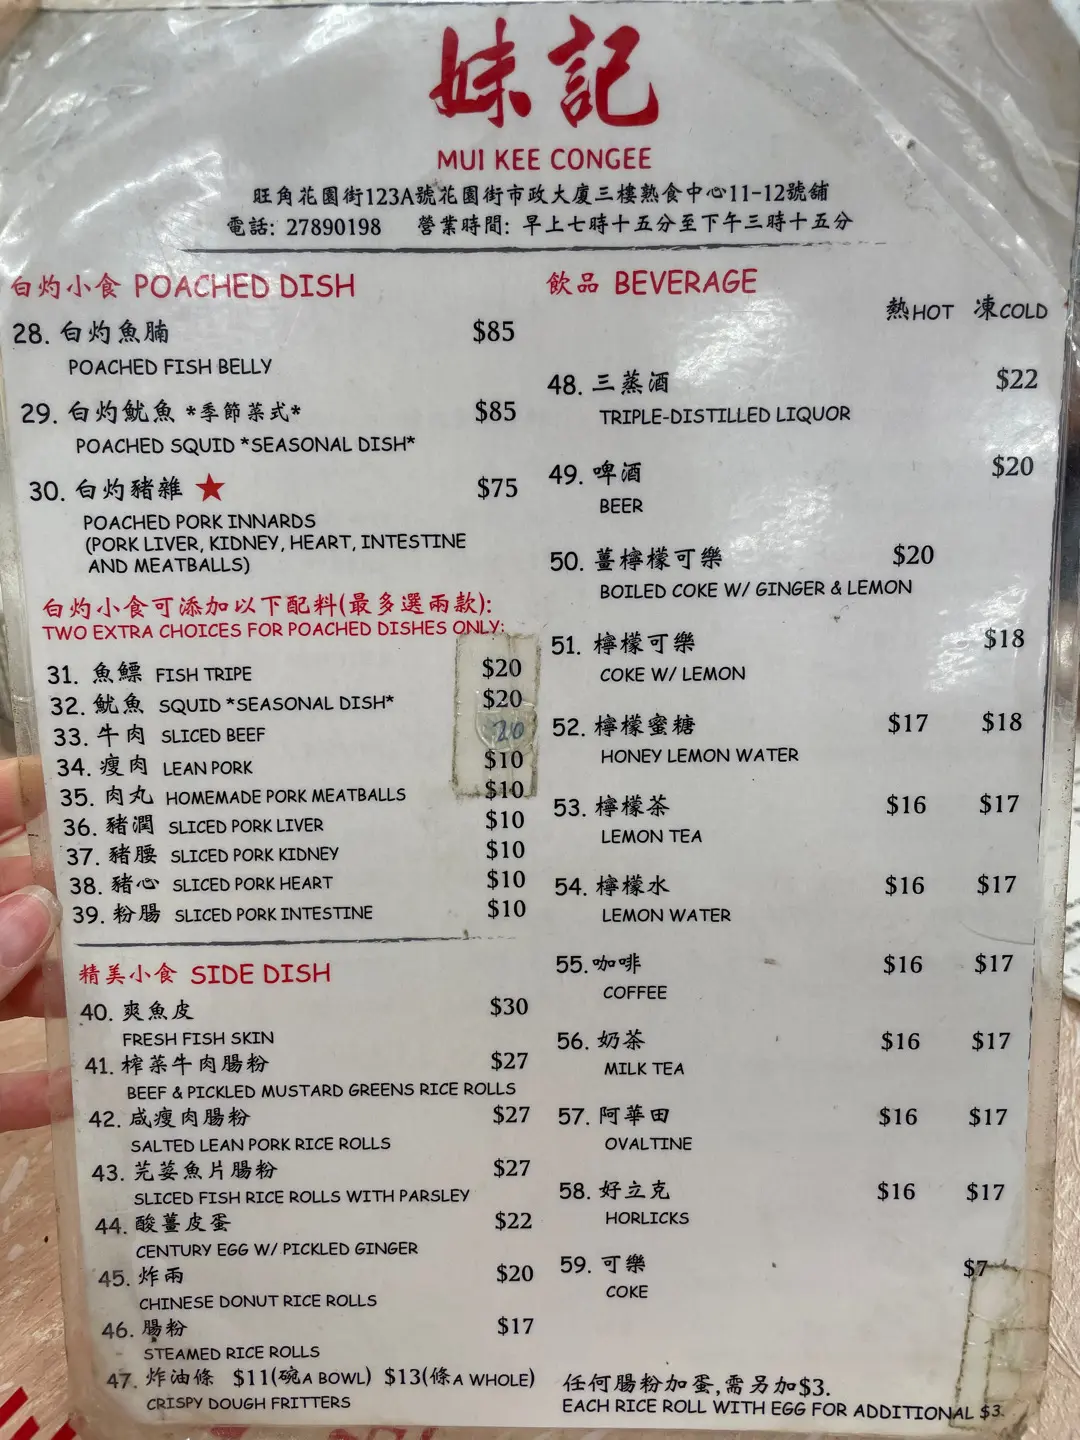 妹記
MUI KEE CONGEE
旺角花園街123A號花園街市政大廈三樓熟食中心11-12號舖
電話: 27890198 營業時間: 早上七時十五分至下午三時十五分
白灼小食 POACHED DISH
28. 白灼魚腩 $85
POACHED FISH BELLY
29. 白灼魷魚 *季節菜式* $85
POACHED SQUID *SEASONAL DISH*
30. 白灼豬雜 ★ $75
POACHED PORK INNARDS
(PORK LIVER, KIDNEY, HEART, INTESTINE
AND MEATBALLS)
白灼小食可添加以下配料(最多選兩款):
TWO EXTRA CHOICES FOR POACHED DISHES ONLY:
31. 魚鰾 FISH TRIPE $20
32. 魷魚 SQUID *SEASONAL DISH* $20
33. 牛肉 SLICED BEEF 20
34. 瘦肉 LEAN PORK $10
35. 肉丸 HOMEMADE PORK MEATBALLS $10
36. 豬潤 SLICED PORK LIVER $10
37. 豬腰 SLICED PORK KIDNEY $10
38. 豬心 SLICED PORK HEART $10
39. 粉腸 SLICED PORK INTESTINE $10
精美小食 SIDE DISH
40. 爽魚皮 $30
FRESH FISH SKIN
41. 榨菜牛肉腸粉 $27
BEEF & PICKLED MUSTARD GREENS RICE ROLLS
42. 咸瘦肉腸粉 $27
SALTED LEAN PORK RICE ROLLS
43. 芫荽魚片腸粉 $27
SLICED FISH RICE ROLLS WITH PARSLEY
44. 酸薑皮蛋 $22
CENTURY EGG W/ PICKLED GINGER
45. 炸兩 $20
CHINESE DONUT RICE ROLLS
46. 腸粉 $17
STEAMED RICE ROLLS
47. 炸油條 $11(碗A BOWL) $13(條A WHOLE)
CRISPY DOUGH FRITTERS
飲品 BEVERAGE
熱HOT 凍COLD
48. 三蒸酒 $22
TRIPLE-DISTILLED LIQUOR
49. 啤酒 $20
BEER
50. 薑檸檬可樂 $20
BOILED COKE W/ GINGER & LEMON
51. 檸檬可樂 $18
COKE W/ LEMON
52. 檸檬蜜糖 $17 $18
HONEY LEMON WATER
53. 檸檬茶 $16 $17
LEMON TEA
54. 檸檬水 $16 $17
LEMON WATER
55. 咖啡 $16 $17
COFFEE
56. 奶茶 $16 $17
MILK TEA
57. 阿華田 $16 $17
OVALTINE
58. 好立克 $16 $17
HORLICKS
59. 可樂 $7
COKE
任何腸粉加蛋,需另加$3.
EACH RICE ROLL WITH EGG FOR ADDITIONAL $3.